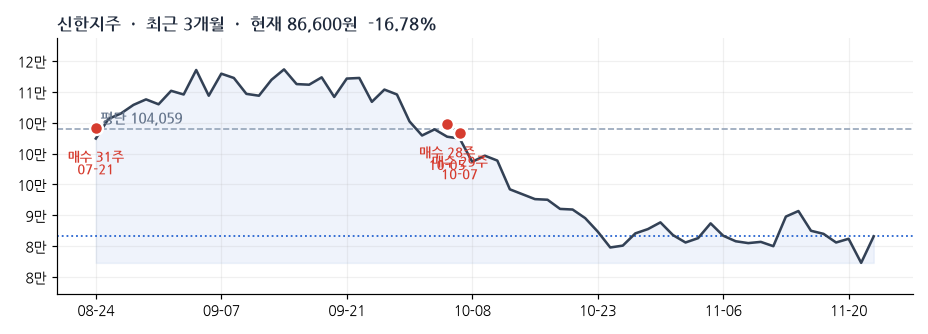 신한지주 · 최근 3개월 · 현재 86,600원 -16.78%
12만
11만
10만
10만
10만
9만
8만
8만
평단 104,059
매수 31주
07-21
매수 28주
10-07
08-24
09-07
09-21
10-08
10-23
11-06
11-20